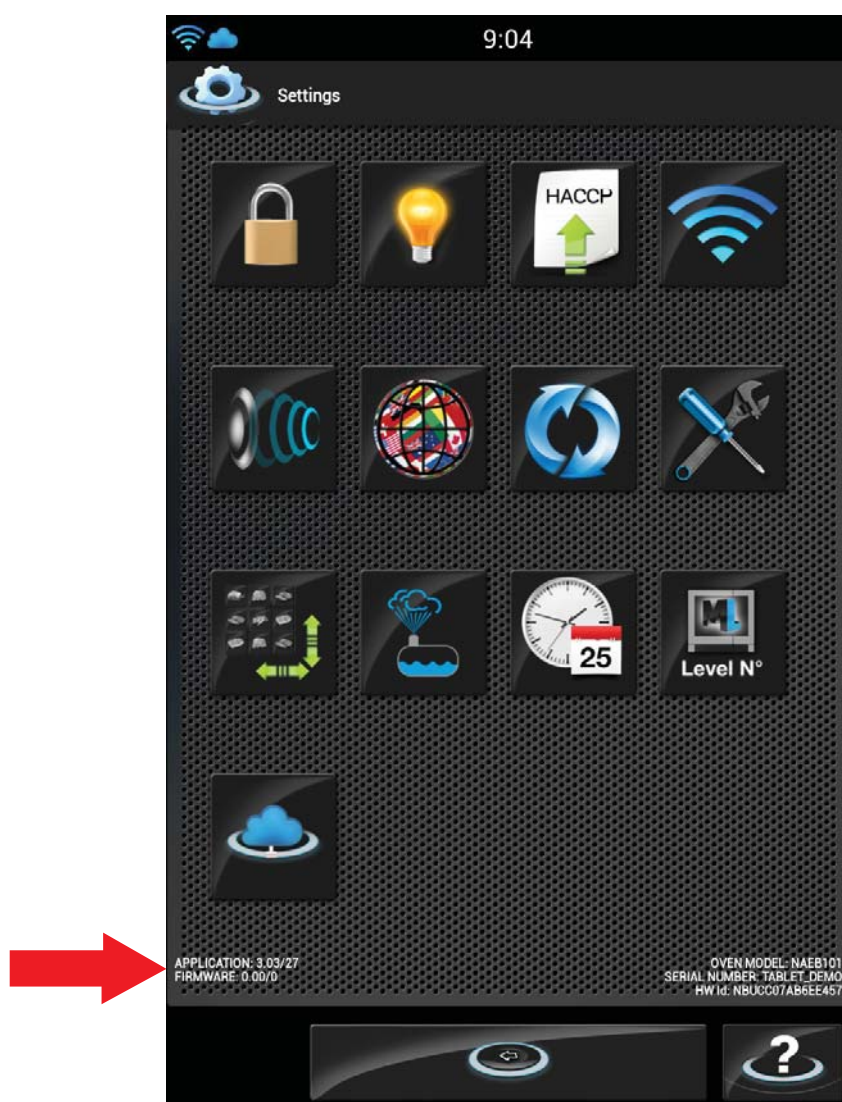 9:04
Settings
HACCP
25
Level N°
APPLICATION: 3.03/27
FIRMWARE: 0.00/0
OVEN MODEL: NAEB101
SERIAL NUMBER: TABLET_DEMO
HW Id: NBUCC07AB6EE457
?